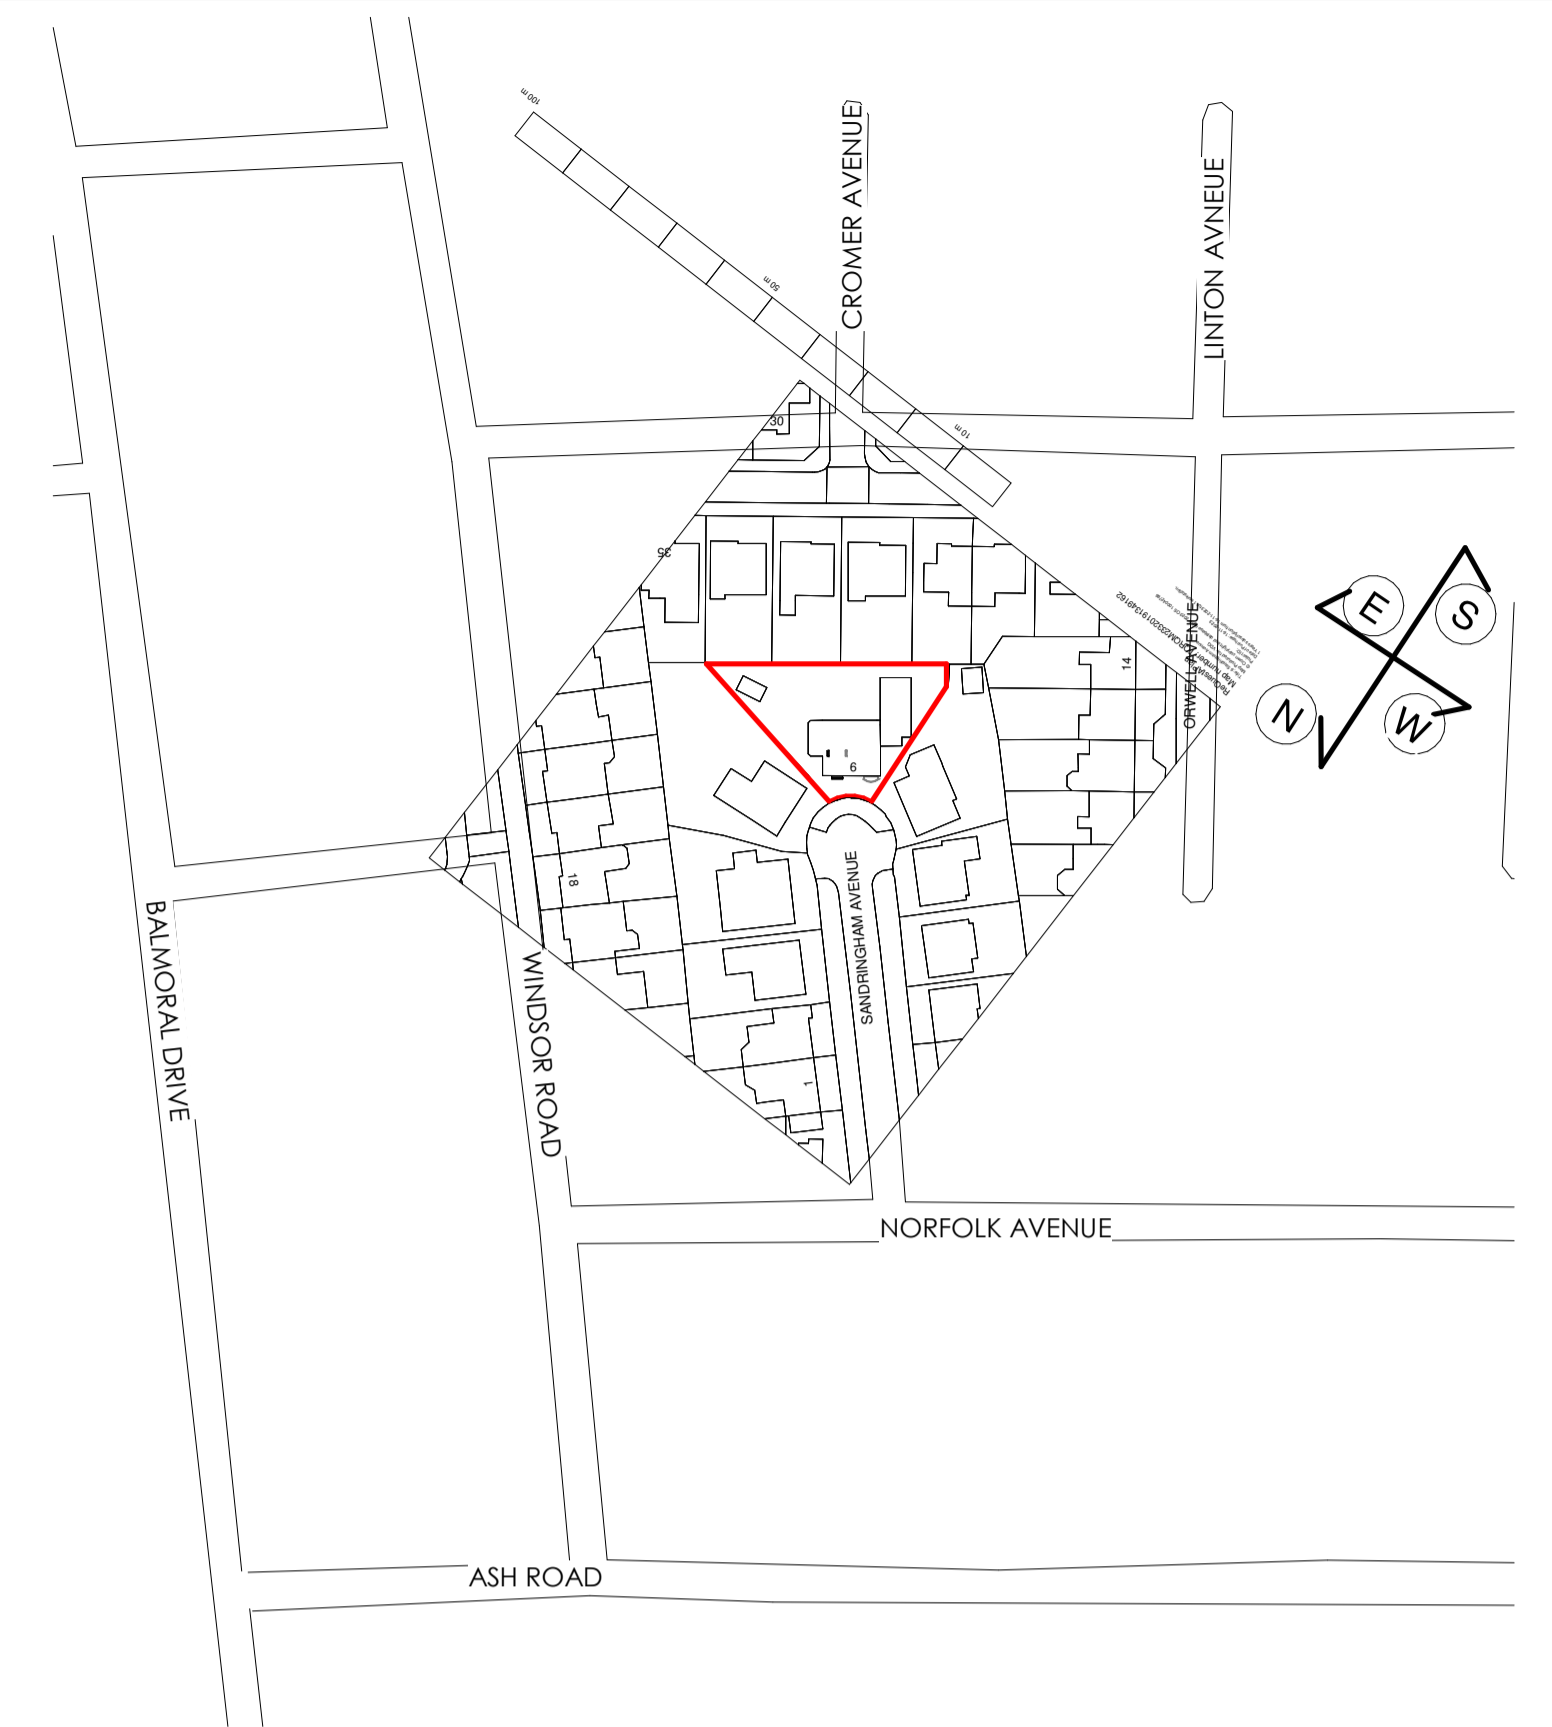 100 m
CROMER AVENUE
LINTON AVNEUE
50 m
30
10 m
35
E
S
14
ORWELL AVENUE
N
W
6
18
SANDRINGHAM AVENUE
BALMORAL DRIVE
WINDSOR ROAD
1
NORFOLK AVENUE
ASH ROAD